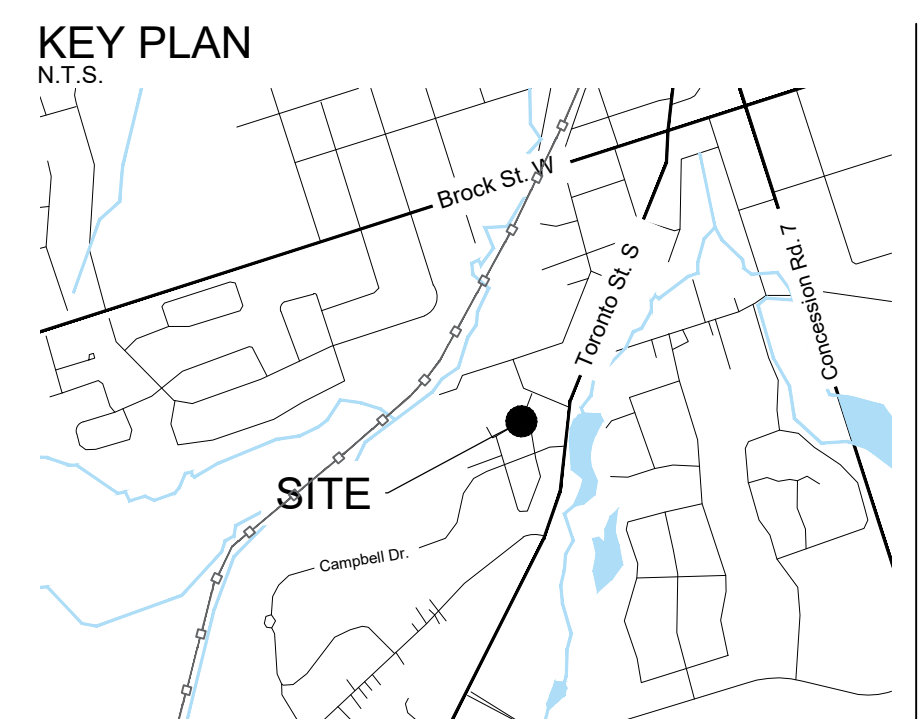 KEY PLAN
N.T.S.
Brock St. W
Toronto St. S
Concession Rd. 7
SITE
Campbell Dr.